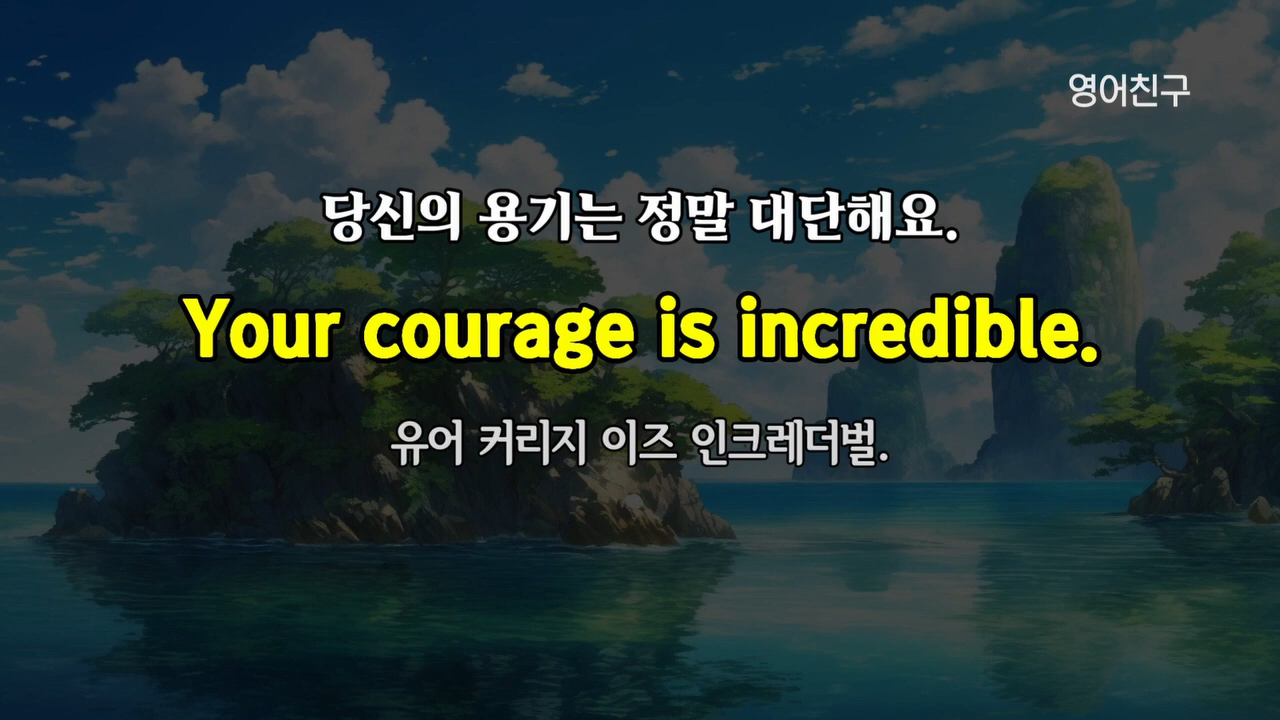 영어친구
당신의 용기는 정말 대단해요.
Your courage is incredible.
유어 커리지 이즈 인크레더벌.